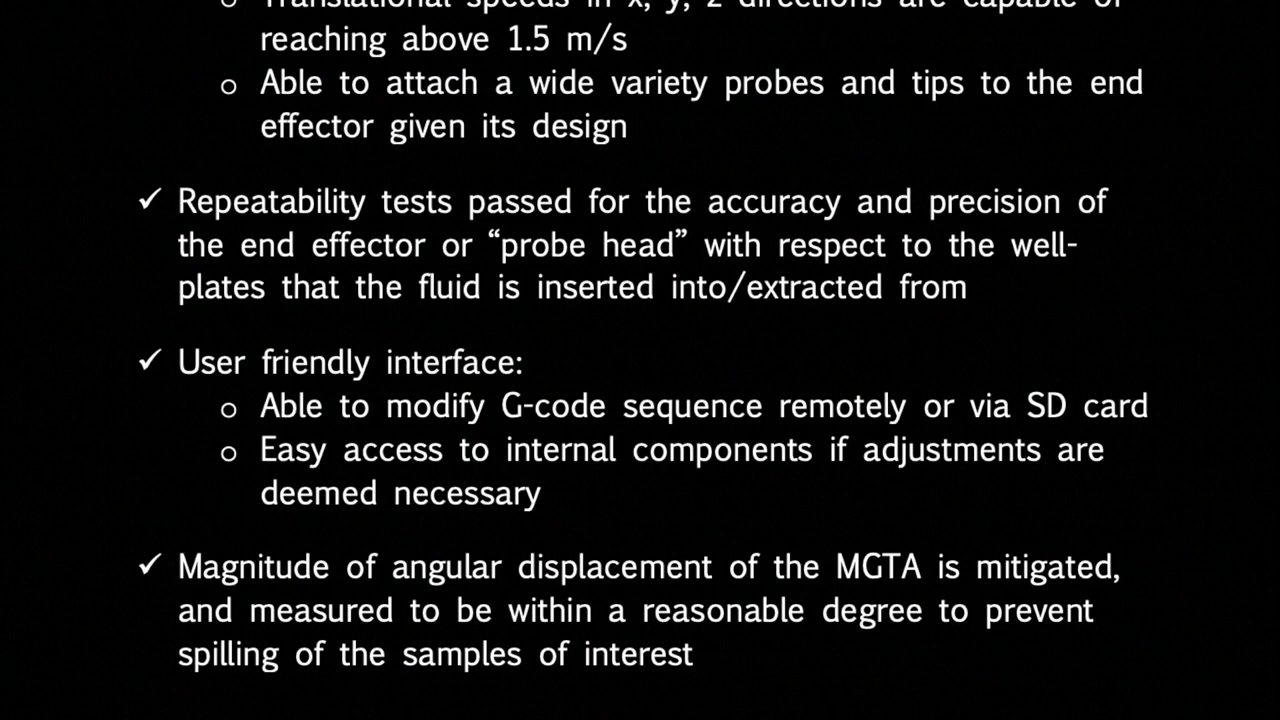 o Translational speeds in x, y, z directions are capable of
reaching above 1.5 m/s
o Able to attach a wide variety probes and tips to the end
effector given its design
✓ Repeatability tests passed for the accuracy and precision of
the end effector or “probe head” with respect to the well-
plates that the fluid is inserted into/extracted from
✓ User friendly interface:
o Able to modify G-code sequence remotely or via SD card
o Easy access to internal components if adjustments are
deemed necessary
✓ Magnitude of angular displacement of the MGTA is mitigated,
and measured to be within a reasonable degree to prevent
spilling of the samples of interest